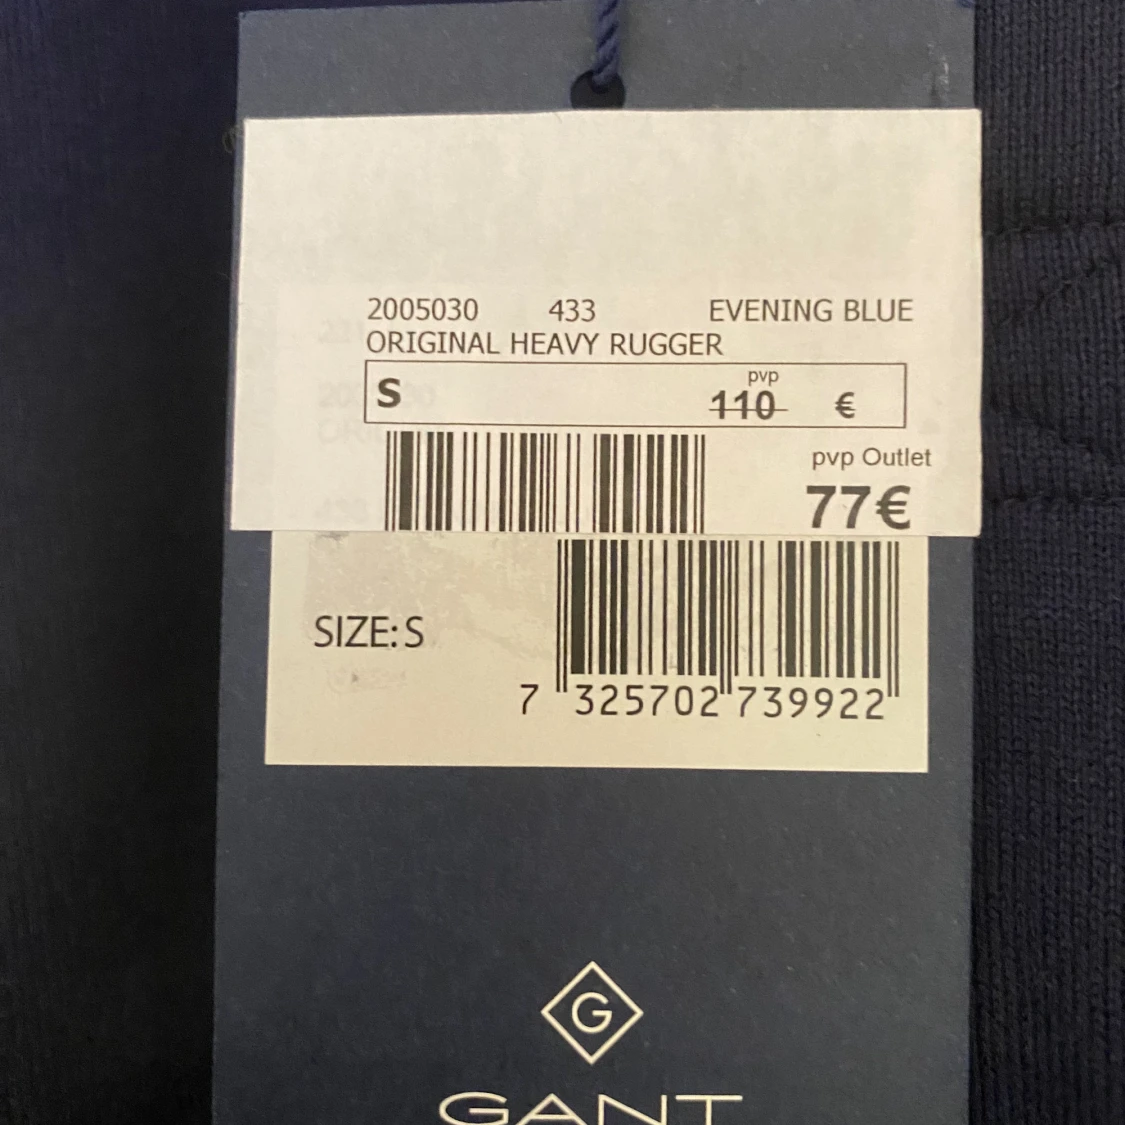 2005030 433 EVENING BLUE
ORIGINAL HEAVY RUGGER
S pvp 110 €
pvp Outlet
77€
SIZE: S
7 325702 739922
G
GANT